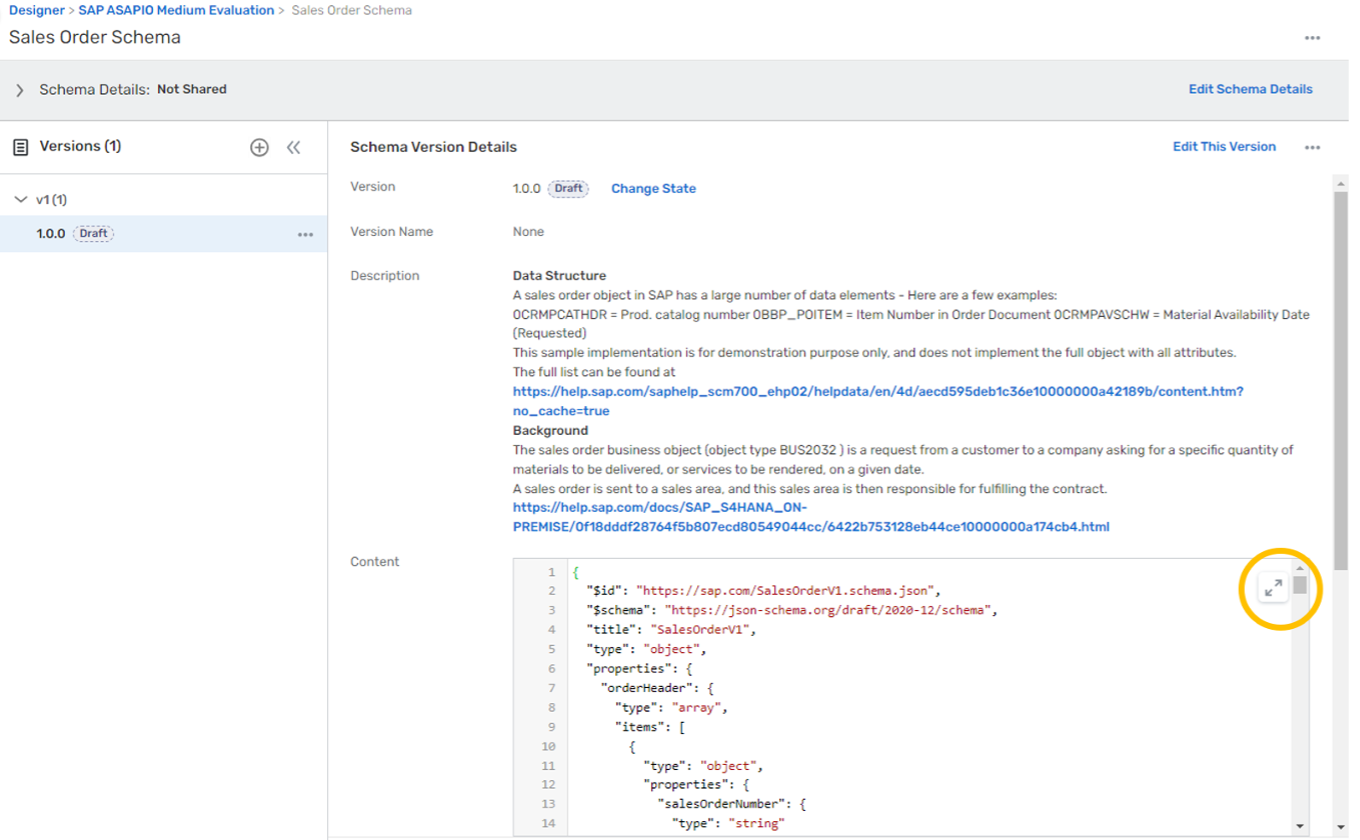 Designer > SAP ASAPIO Medium Evaluation > Sales Order Schema
Sales Order Schema
Schema Details: Not Shared
Edit Schema Details
Versions (1)
v1 (1)
1.0.0 Draft
Schema Version Details
Edit This Version
Version
1.0.0 Draft Change State
Version Name
None
Description
Data Structure
A sales order object in SAP has a large number of data elements - Here are a few examples:
0CRMPCATHDR = Prod. catalog number 0BBP_POITEM = Item Number in Order Document 0CRMPAVSCHW = Material Availability Date
(Requested)
This sample implementation is for demonstration purpose only, and does not implement the full object with all attributes.
The full list can be found at
https://help.sap.com/saphelp_scm700_ehp02/helpdata/en/4d/aecd595deb1c36e10000000a42189b/content.htm?
no_cache=true
Background
The sales order business object (object type BUS2032 ) is a request from a customer to a company asking for a specific quantity of
materials to be delivered, or services to be rendered, on a given date.
A sales order is sent to a sales area, and this sales area is then responsible for fulfilling the contract.
https://help.sap.com/docs/SAP_S4HANA_ON-
PREMISE/0f18dddf28764f5b807ecd80549044cc/6422b753128eb44ce10000000a174cb4.html
Content
1 {
2 "$id": "https://sap.com/SalesOrderV1.schema.json",
3 "$schema": "https://json-schema.org/draft/2020-12/schema",
4 "title": "SalesOrderV1",
5 "type": "object",
6 "properties": {
7 "orderHeader": {
8 "type": "array",
9 "items": [
10 {
11 "type": "object",
12 "properties": {
13 "salesOrderNumber": {
14 "type": "string"